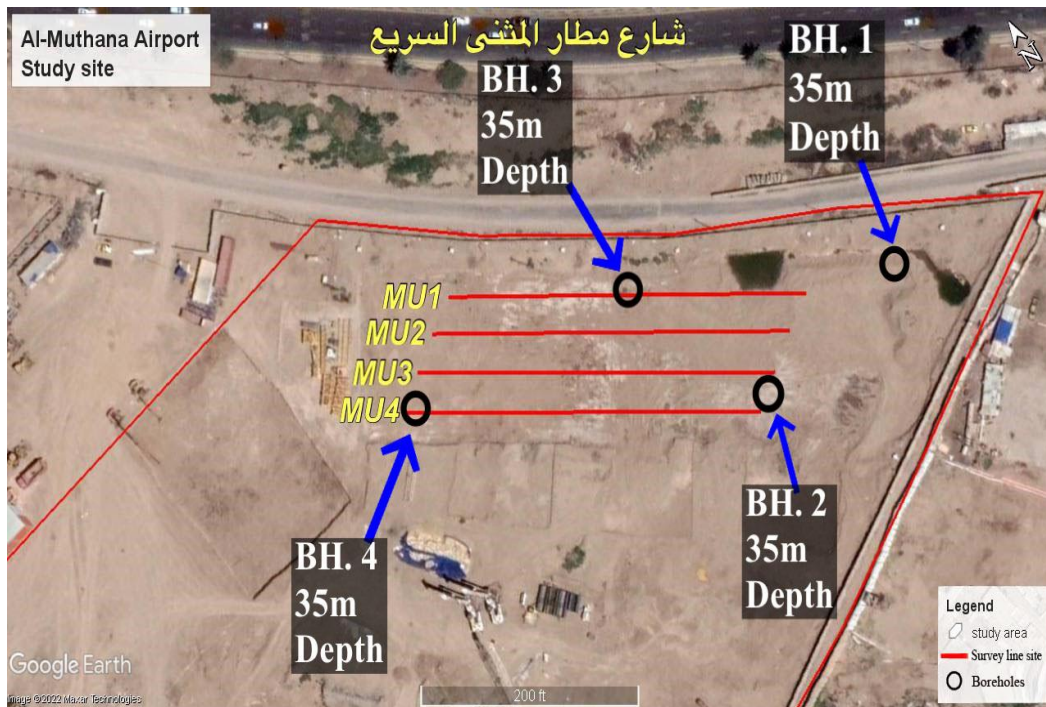 Al-Muthana Airport
Study site
شارع مطار المثنى السريع
N
BH. 1
35m
Depth
BH. 3
35m
Depth
MU1
MU2
MU3
MU4
BH. 2
35m
Depth
BH. 4
35m
Depth
Legend
study area
Survey line site
Boreholes
Google Earth
Image ©2022 Maxar Technologies
200 ft